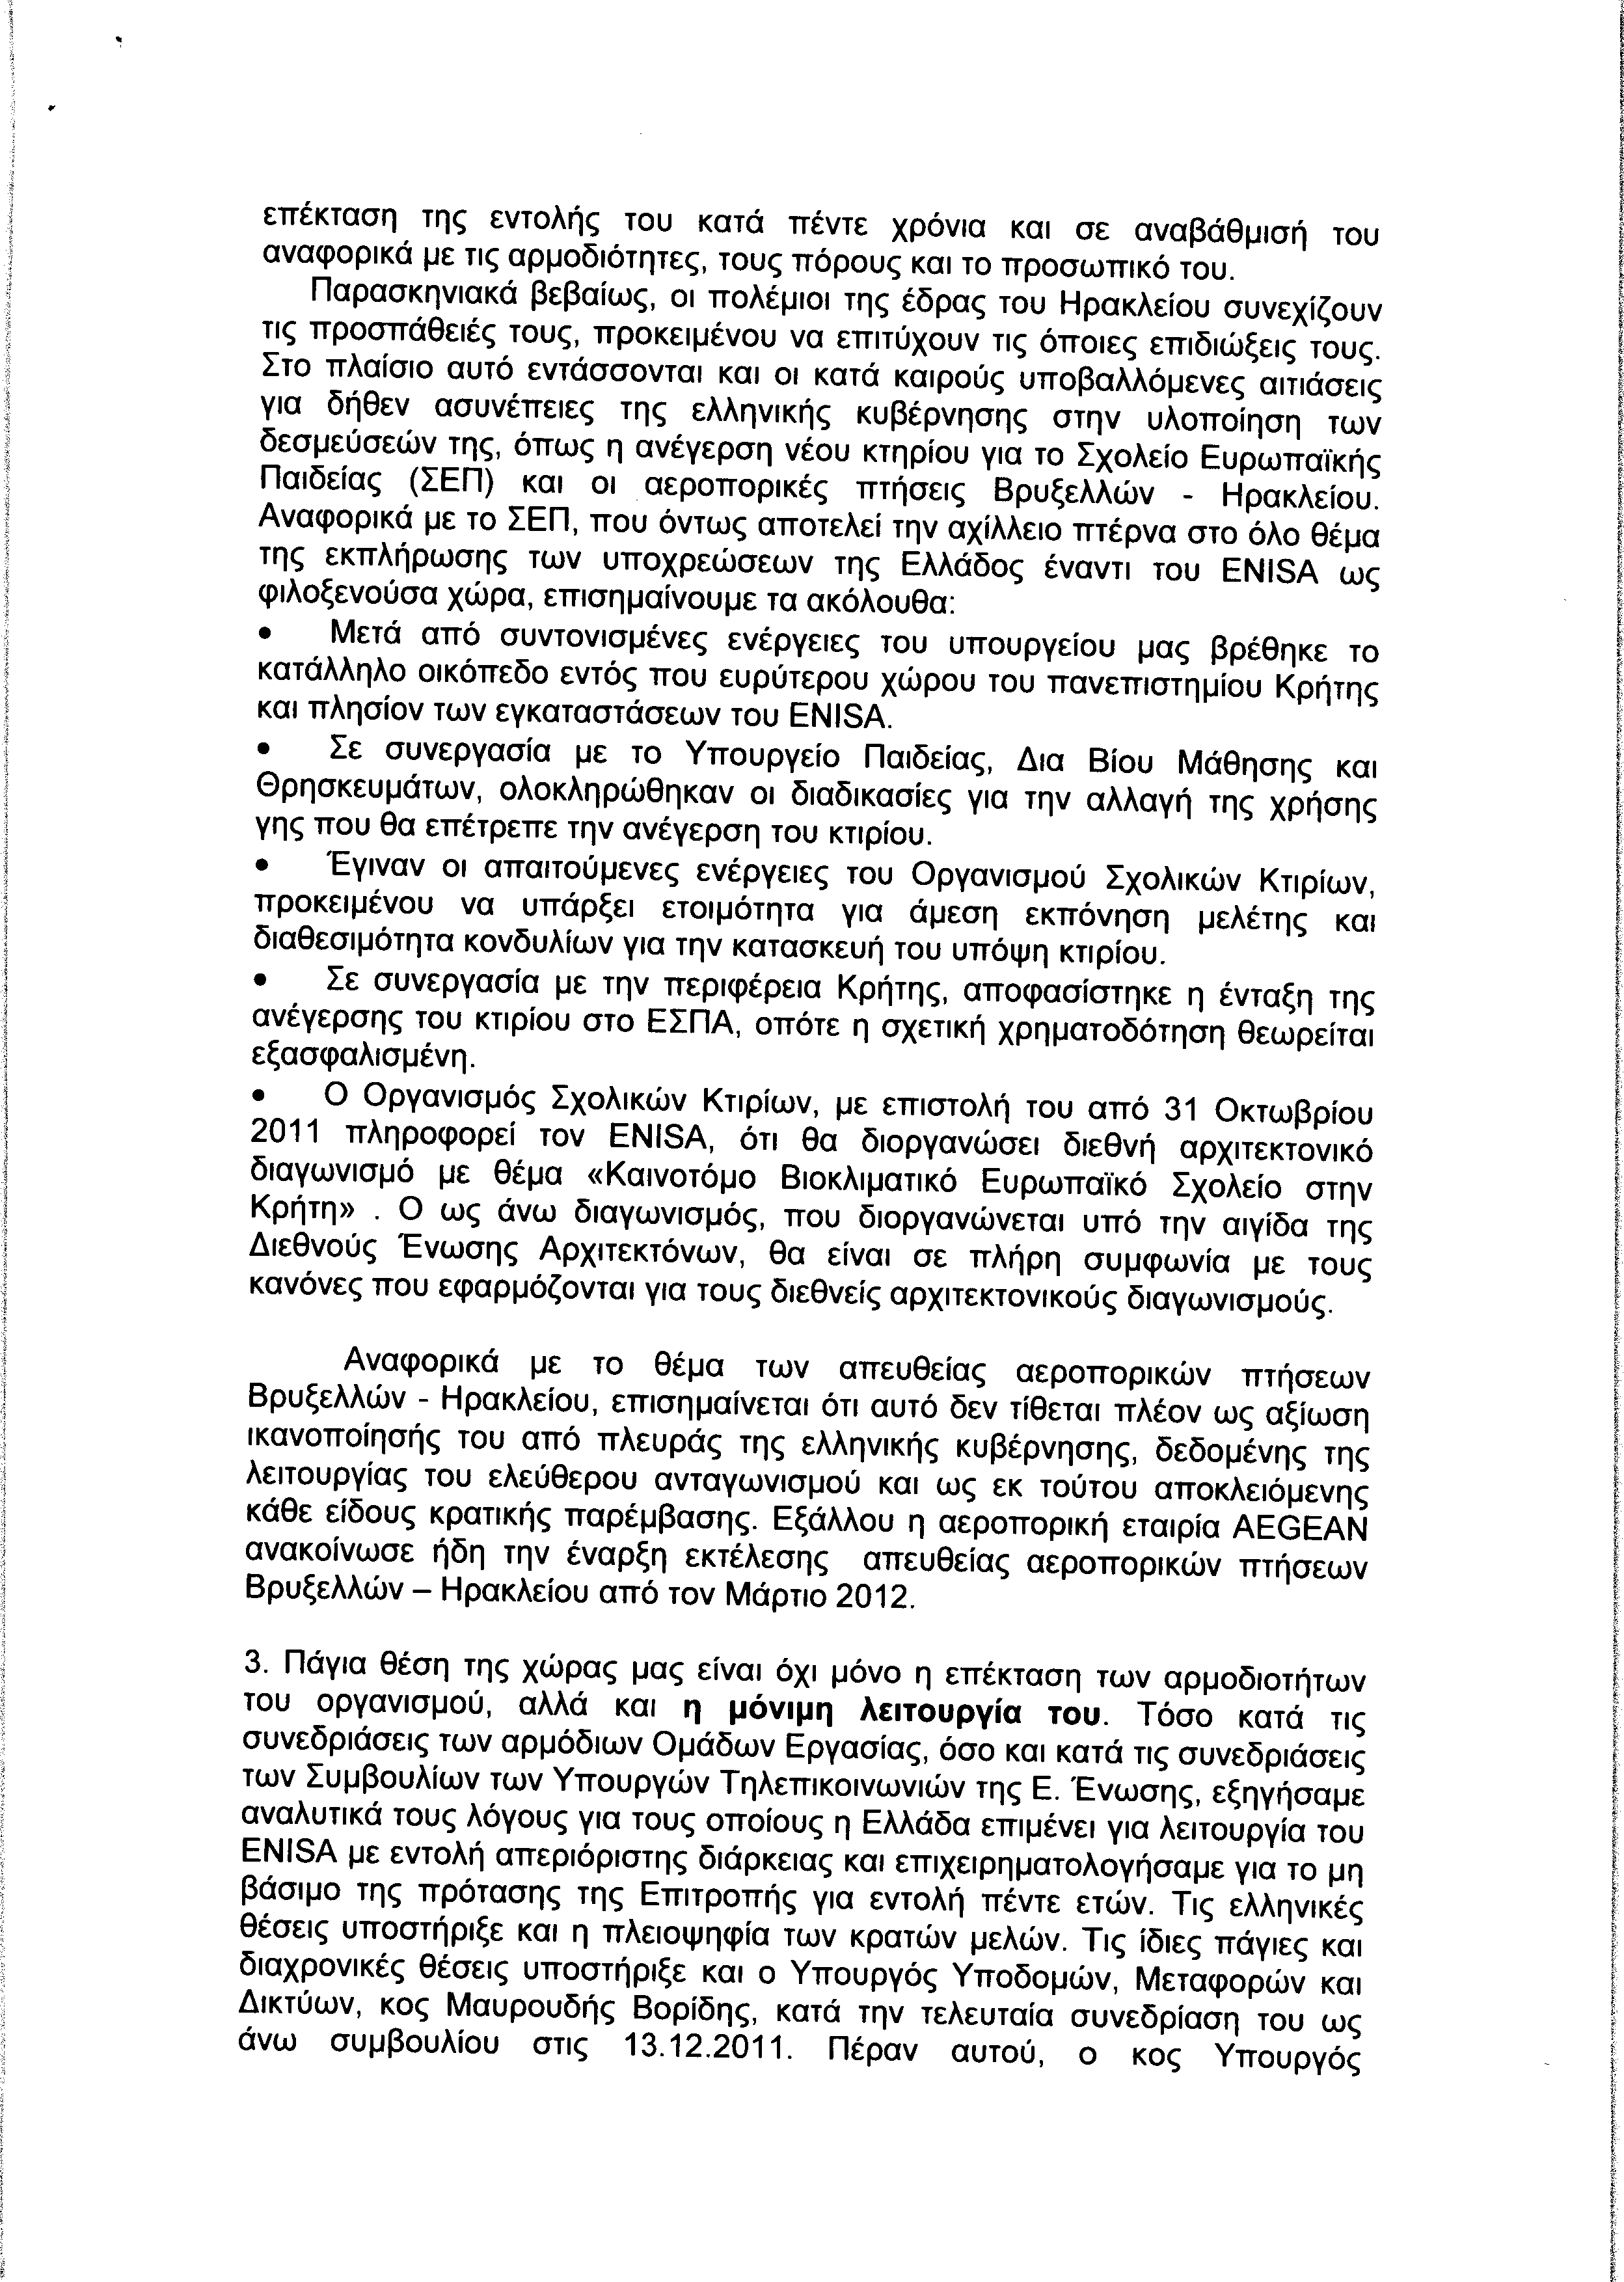 επέκταση της εντολής του κατά πέντε χρόνια και σε αναβάθμισή του
αναφορικά με τις αρμοδιότητες, τους πόρους και το προσωπικό του.
Παρασκηνιακά βεβαίως, οι πολέμιοι της έδρας του Ηρακλείου συνεχίζουν
τις προσπάθειές τους, προκειμένου να επιτύχουν τις όποιες επιδιώξεις τους.
Στο πλαίσιο αυτό εντάσσονται και οι κατά καιρούς υποβαλλόμενες αιτιάσεις
για δήθεν ασυνέπειες της ελληνικής κυβέρνησης στην υλοποίηση των
δεσμεύσεών της, όπως η ανέγερση νέου κτηρίου για το Σχολείο Ευρωπαϊκής
Παιδείας (ΣΕΠ) και οι αεροπορικές πτήσεις Βρυξελλών - Ηρακλείου.
Αναφορικά με το ΣΕΠ, που όντως αποτελεί την αχίλλειο πτέρνα στο όλο θέμα
της εκπλήρωσης των υποχρεώσεων της Ελλάδος έναντι του ENISA ως
φιλοξενούσα χώρα, επισημαίνουμε τα ακόλουθα:
• Μετά από συντονισμένες ενέργειες του υπουργείου μας βρέθηκε το
κατάλληλο οικόπεδο εντός που ευρύτερου χώρου του πανεπιστημίου Κρήτης
και πλησίον των εγκαταστάσεων του ENISA.
• Σε συνεργασία με το Υπουργείο Παιδείας, Δια Βίου Μάθησης και
Θρησκευμάτων, ολοκληρώθηκαν οι διαδικασίες για την αλλαγή της χρήσης
γης που θα επέτρεπε την ανέγερση του κτιρίου.
• Έγιναν οι απαιτούμενες ενέργειες του Οργανισμού Σχολικών Κτιρίων,
προκειμένου να υπάρξει ετοιμότητα για άμεση εκπόνηση μελέτης και
διαθεσιμότητα κονδυλίων για την κατασκευή του υπόψη κτιρίου.
• Σε συνεργασία με την περιφέρεια Κρήτης, αποφασίστηκε η ένταξη της
ανέγερσης του κτιρίου στο ΕΣΠΑ, οπότε η σχετική χρηματοδότηση θεωρείται
εξασφαλισμένη.
• Ο Οργανισμός Σχολικών Κτιρίων, με επιστολή του από 31 Οκτωβρίου
2011 πληροφορεί τον ENISA, ότι θα διοργανώσει διεθνή αρχιτεκτονικό
διαγωνισμό με θέμα «Καινοτόμο Βιοκλιματικό Ευρωπαϊκό Σχολείο στην
Κρήτη» . Ο ως άνω διαγωνισμός, που διοργανώνεται υπό την αιγίδα της
Διεθνούς Ένωσης Αρχιτεκτόνων, θα είναι σε πλήρη συμφωνία με τους
κανόνες που εφαρμόζονται για τους διεθνείς αρχιτεκτονικούς διαγωνισμούς.
Αναφορικά με το θέμα των απευθείας αεροπορικών πτήσεων
Βρυξελλών - Ηρακλείου, επισημαίνεται ότι αυτό δεν τίθεται πλέον ως αξίωση
ικανοποίησής του από πλευράς της ελληνικής κυβέρνησης, δεδομένης της
λειτουργίας του ελεύθερου ανταγωνισμού και ως εκ τούτου αποκλειόμενης
κάθε είδους κρατικής παρέμβασης. Εξάλλου η αεροπορική εταιρία AEGEAN
ανακοίνωσε ήδη την έναρξη εκτέλεσης απευθείας αεροπορικών πτήσεων
Βρυξελλών – Ηρακλείου από τον Μάρτιο 2012.
3. Πάγια θέση της χώρας μας είναι όχι μόνο η επέκταση των αρμοδιοτήτων
του οργανισμού, αλλά και η μόνιμη λειτουργία του. Τόσο κατά τις
συνεδριάσεις των αρμόδιων Ομάδων Εργασίας, όσο και κατά τις συνεδριάσεις
των Συμβουλίων των Υπουργών Τηλεπικοινωνιών της Ε. Ένωσης, εξηγήσαμε
αναλυτικά τους λόγους για τους οποίους η Ελλάδα επιμένει για λειτουργία του
ENISA με εντολή απεριόριστης διάρκειας και επιχειρηματολογήσαμε για το μη
βάσιμο της πρότασης της Επιτροπής για εντολή πέντε ετών. Τις ελληνικές
θέσεις υποστήριξε και η πλειοψηφία των κρατών μελών. Τις ίδιες πάγιες και
διαχρονικές θέσεις υποστήριξε και ο Υπουργός Υποδομών, Μεταφορών και
Δικτύων, κος Μαυρουδής Βορίδης, κατά την τελευταία συνεδρίαση του ως
άνω συμβουλίου στις 13.12.2011. Πέραν αυτού, ο κος Υπουργός